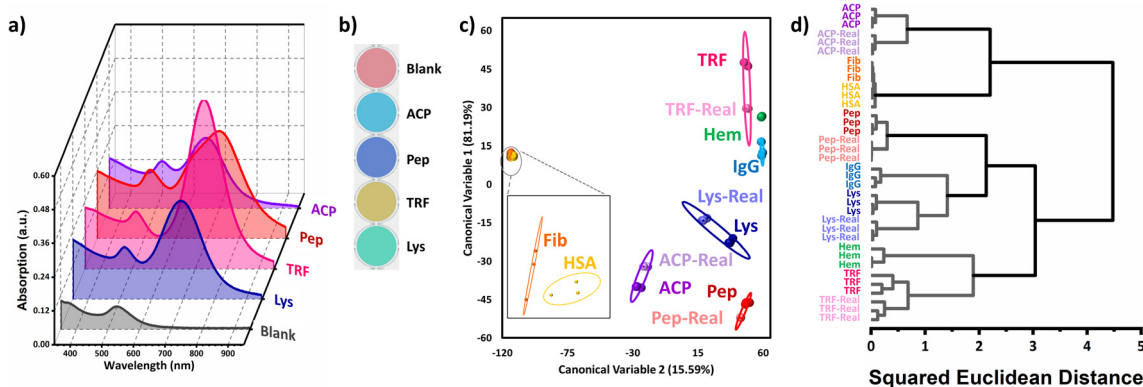 a)
0.60
0.48
0.36
0.24
0.12
0.00
Absorption (a.u.)
400
500
600
700
800
900
Wavelength (nm)
ACP
Pep
TRF
Lys
Blank
b)
Blank
ACP
Pep
TRF
Lys
c)
Canonical Variable 1 (81.19%)
60
45
30
15
0
-15
-30
-45
-60
-120
-75
-30
15
60
Canonical Variable 2 (15.59%)
TRF
TRF-Real
Hem
IgG
Lys-Real
Lys
ACP-Real
ACP
Pep
Pep-Real
Fib
HSA
d)
ACP
ACP
ACP
ACP-Real
ACP-Real
ACP-Real
Fib
Fib
Fib
HSA
HSA
HSA
Pep
Pep
Pep
Pep-Real
Pep-Real
Pep-Real
IgG
IgG
IgG
Lys
Lys
Lys
Lys-Real
Lys-Real
Lys-Real
Hem
Hem
Hem
TRF
TRF
TRF
TRF-Real
TRF-Real
TRF-Real
0
1
2
3
4
5
Squared Euclidean Distance